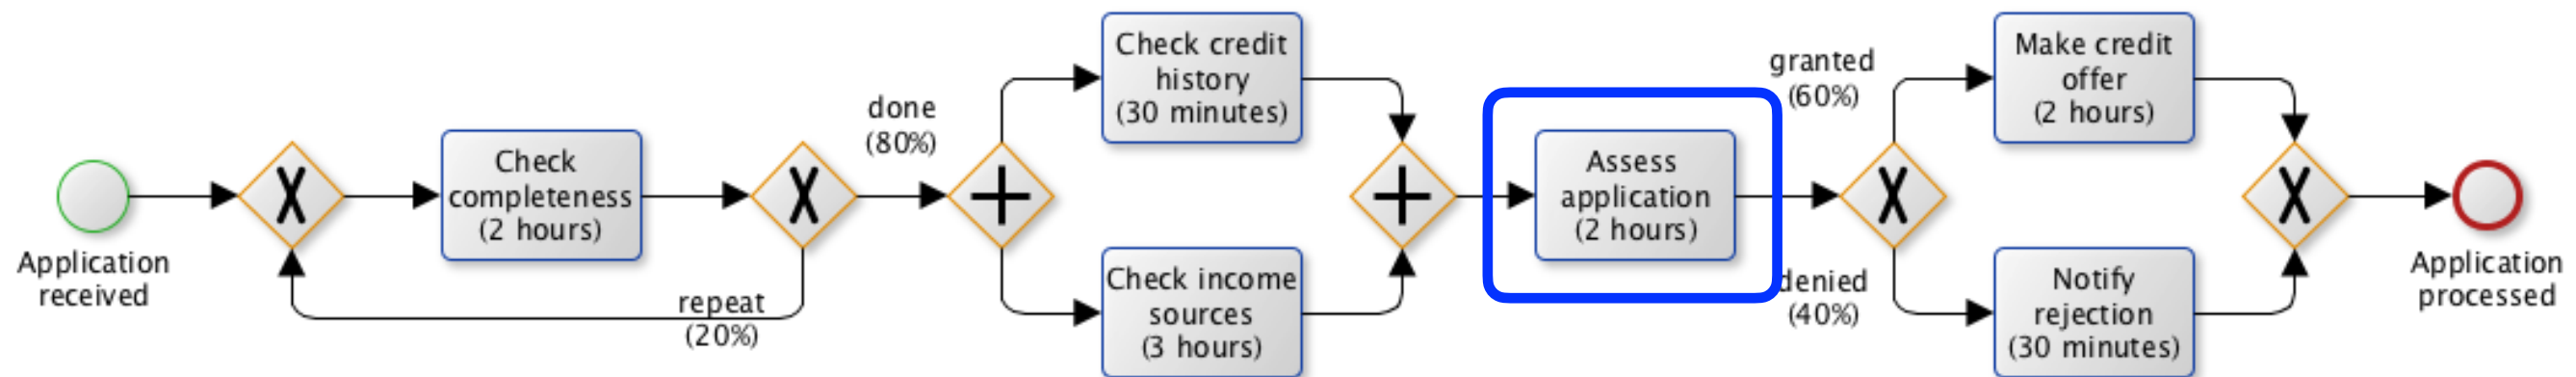 Application
received
Check
completeness
(2 hours)
repeat
(20%)
done
(80%)
Check credit
history
(30 minutes)
Check income
sources
(3 hours)
Assess
application
(2 hours)
granted
(60%)
denied
(40%)
Make credit
offer
(2 hours)
Notify
rejection
(30 minutes)
Application
processed